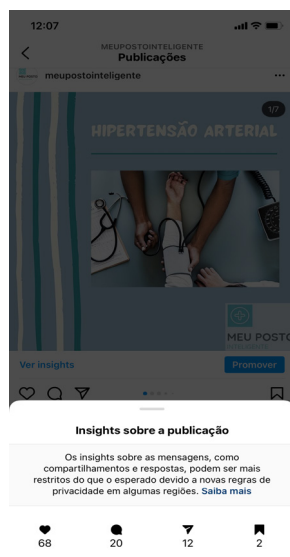 12:07
MEUPOSTOINTELIGENTE
Publicações
meupostointeligente
1/7
HIPERTENSÃO ARTERIAL
MEU POSTO
Ver insights
Promover
Insights sobre a publicação
Os insights sobre as mensagens, como
compartilhamentos e respostas, podem ser mais
restritos do que o esperado devido a novas regras de
privacidade em algumas regiões. Saiba mais
68 20 12 2